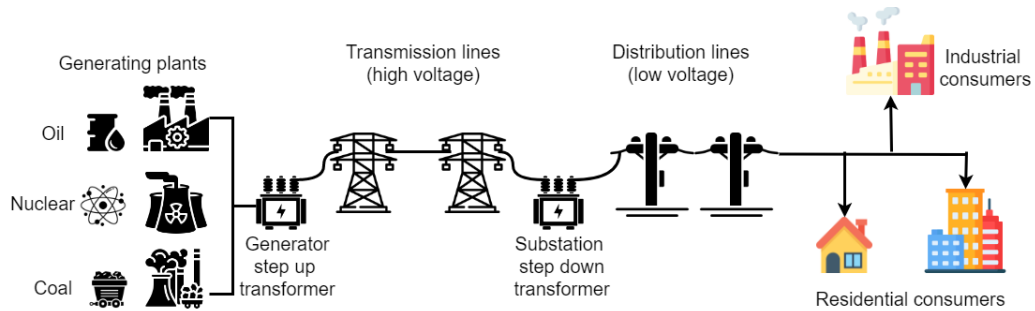 Generating plants
Oil
Nuclear
Coal
Generator
step up
transformer
Transmission lines
(high voltage)
Substation
step down
transformer
Distribution lines
(low voltage)
Industrial
consumers
Residential consumers